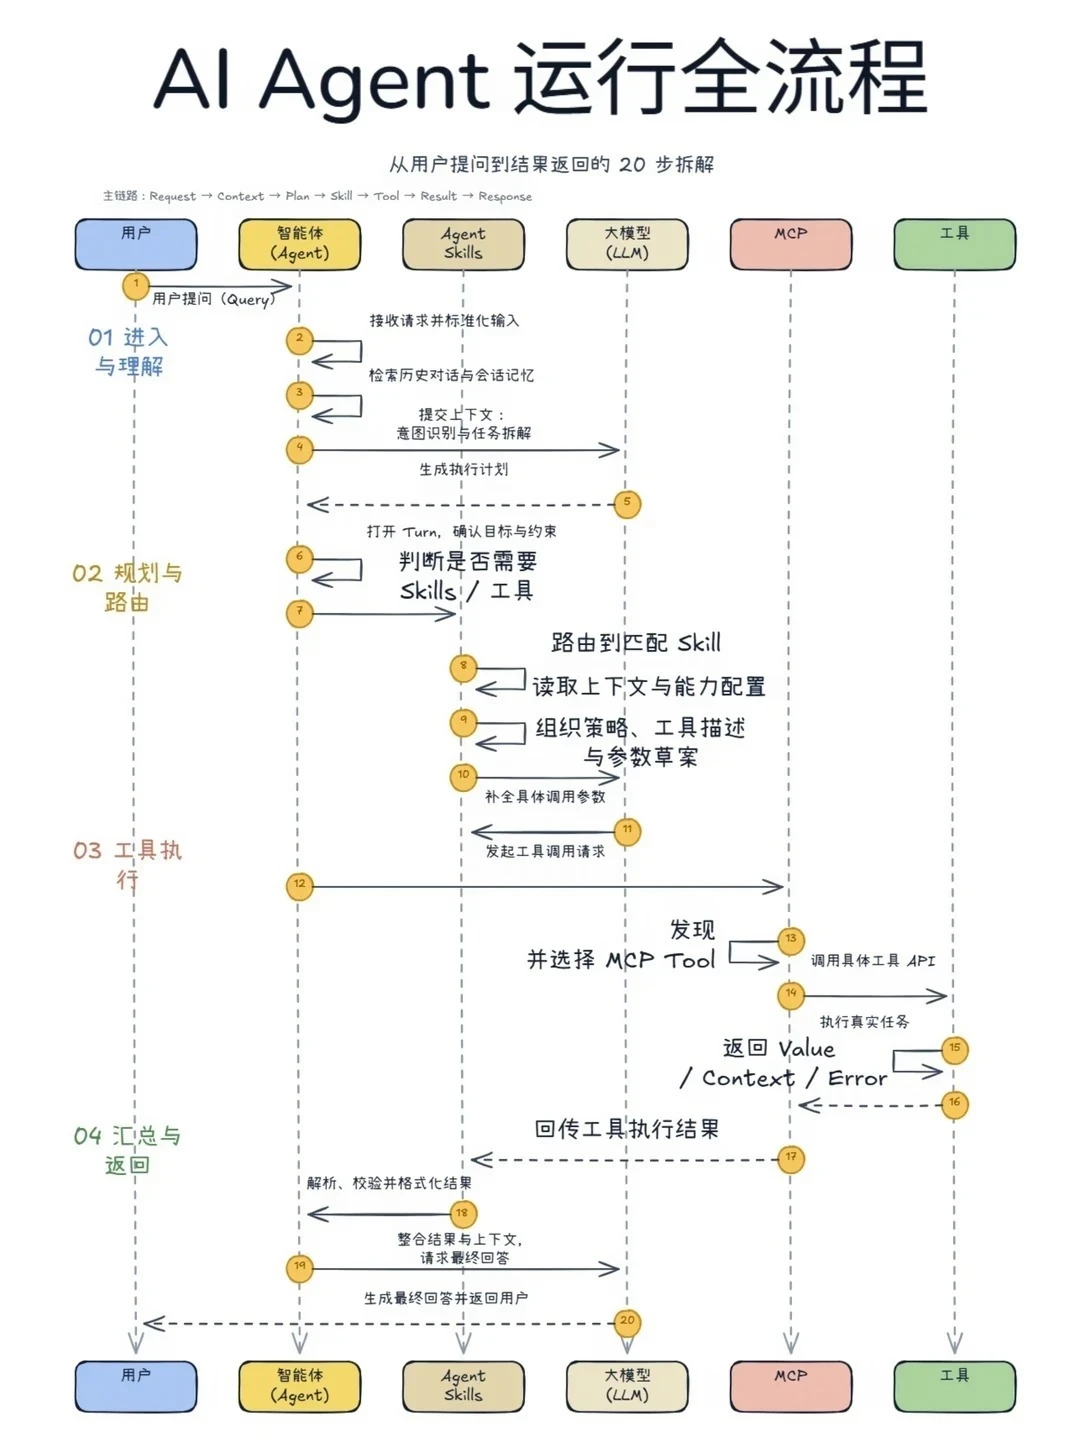 AI Agent 运行全流程
从用户提问到结果返回的 20 步拆解
主链路：Request → Context → Plan → Skill → Tool → Result → Response
用户
智能体
(Agent)
Agent
Skills
大模型
(LLM)
MCP
工具
1
用户提问（Query）
01 进入
与理解
接收请求并标准化输入
2
检索历史对话与会话记忆
3
提交上下文：
意图识别与任务拆解
4
生成执行计划
5
打开 Turn，确认目标与约束
6
02 规划与
路由
判断是否需要
Skills / 工具
7
路由到匹配 Skill
8
读取上下文与能力配置
9
组织策略、工具描述
与参数草案
10
补全具体调用参数
11
发起工具调用请求
03 工具执
行
12
发现
并选择 MCP Tool
13
调用具体工具 API
14
执行真实任务
15
返回 Value
/ Context / Error
16
04 汇总与
返回
回传工具执行结果
17
解析、校验并格式化结果
18
整合结果与上下文，
请求最终回答
19
生成最终回答并返回用户
20
用户
智能体
(Agent)
Agent
Skills
大模型
(LLM)
MCP
工具